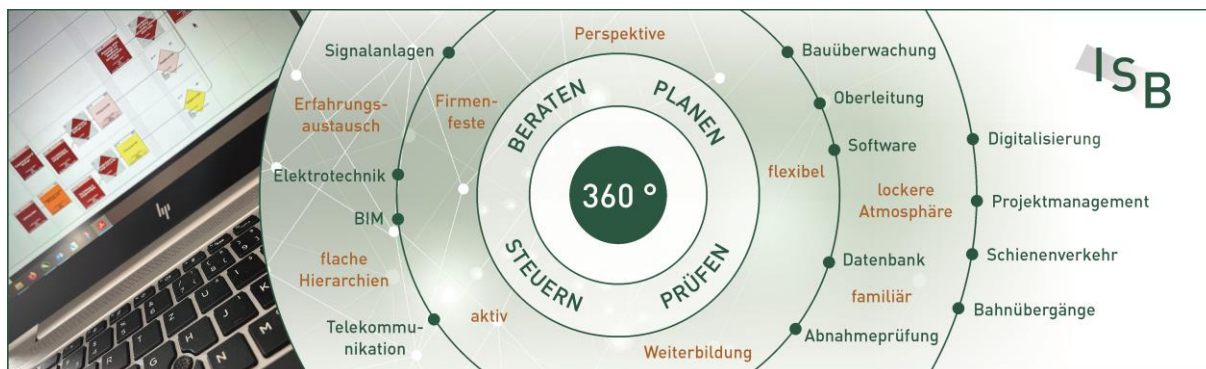 Signalanlagen
Erfahrungs-
austausch
Firmen-
feste
Elektrotechnik
BIM
flache
Hierarchien
aktiv
Telekommu-
nikation
Perspektive
BERATEN
PLANEN
360 °
STEUERN
PRÜFEN
Weiterbildung
Bauüberwachung
Oberleitung
Software
flexibel
lockere
Atmosphäre
Datenbank
familiär
Abnahmeprüfung
Digitalisierung
Projektmanagement
Schienenverkehr
Bahnübergänge
ISB
hp